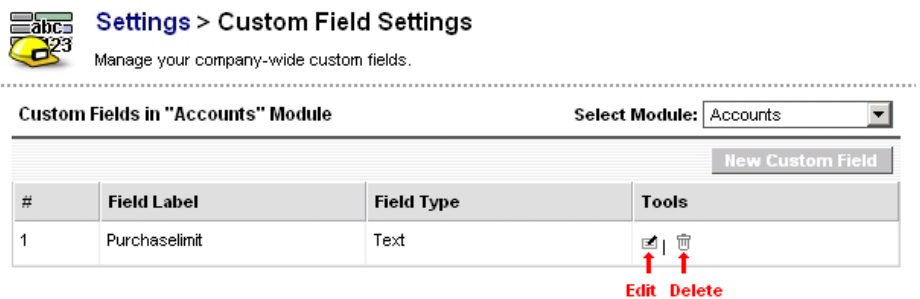 abc
123
Settings > Custom Field Settings
Manage your company-wide custom fields.
Custom Fields in "Accounts" Module
Select Module: Accounts
New Custom Field
# Field Label Field Type Tools
1 Purchaselimit Text |
Edit Delete